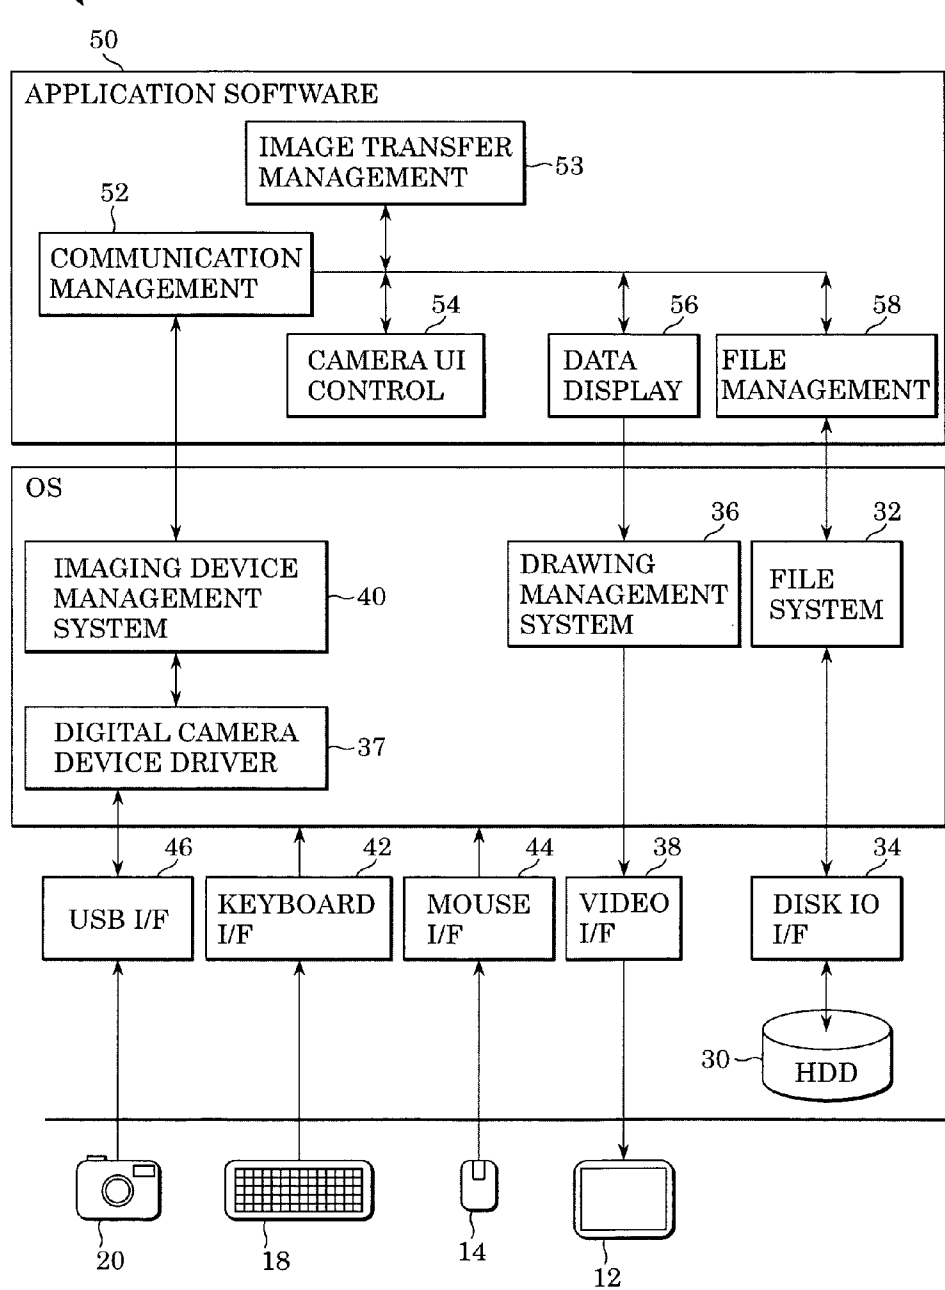 50
APPLICATION SOFTWARE
IMAGE TRANSFER
MANAGEMENT
53
52
COMMUNICATION
MANAGEMENT
54
CAMERA UI
CONTROL
56
DATA
DISPLAY
58
FILE
MANAGEMENT
OS
IMAGING DEVICE
MANAGEMENT
SYSTEM
40
36
DRAWING
MANAGEMENT
SYSTEM
32
FILE
SYSTEM
DIGITAL CAMERA
DEVICE DRIVER
37
46
USB I/F
42
KEYBOARD
I/F
44
MOUSE
I/F
38
VIDEO
I/F
34
DISK IO
I/F
30
HDD
20
18
14
12